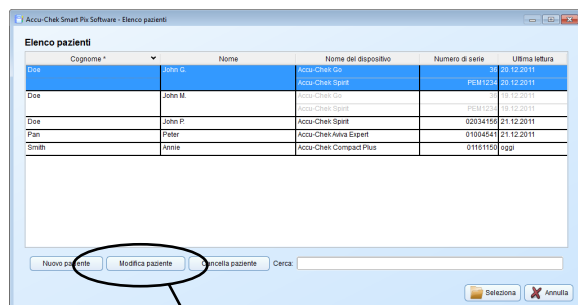 Accu-Chek Smart Pix Software - Elenco pazienti
Elenco pazienti
Cognome * Nome Nome del dispositivo Numero di serie Ultima lettura
Doe John G. Accu-Chek Go 36 20.12.2011
Accu-Chek Spirit PEM1234 20.12.2011
Doe John M. Accu-Chek Go 36 19.12.2011
Accu-Chek Spirit PEM1234 19.12.2011
Doe John P. Accu-Chek Spirit 02034156 21.12.2011
Pan Peter Accu-Chek Aviva Expert 01004541 21.12.2011
Smith Annie Accu-Chek Compact Plus 01161150 oggi
Nuovo paziente Modifica paziente Cancella paziente Cerca:
Seleziona Annulla